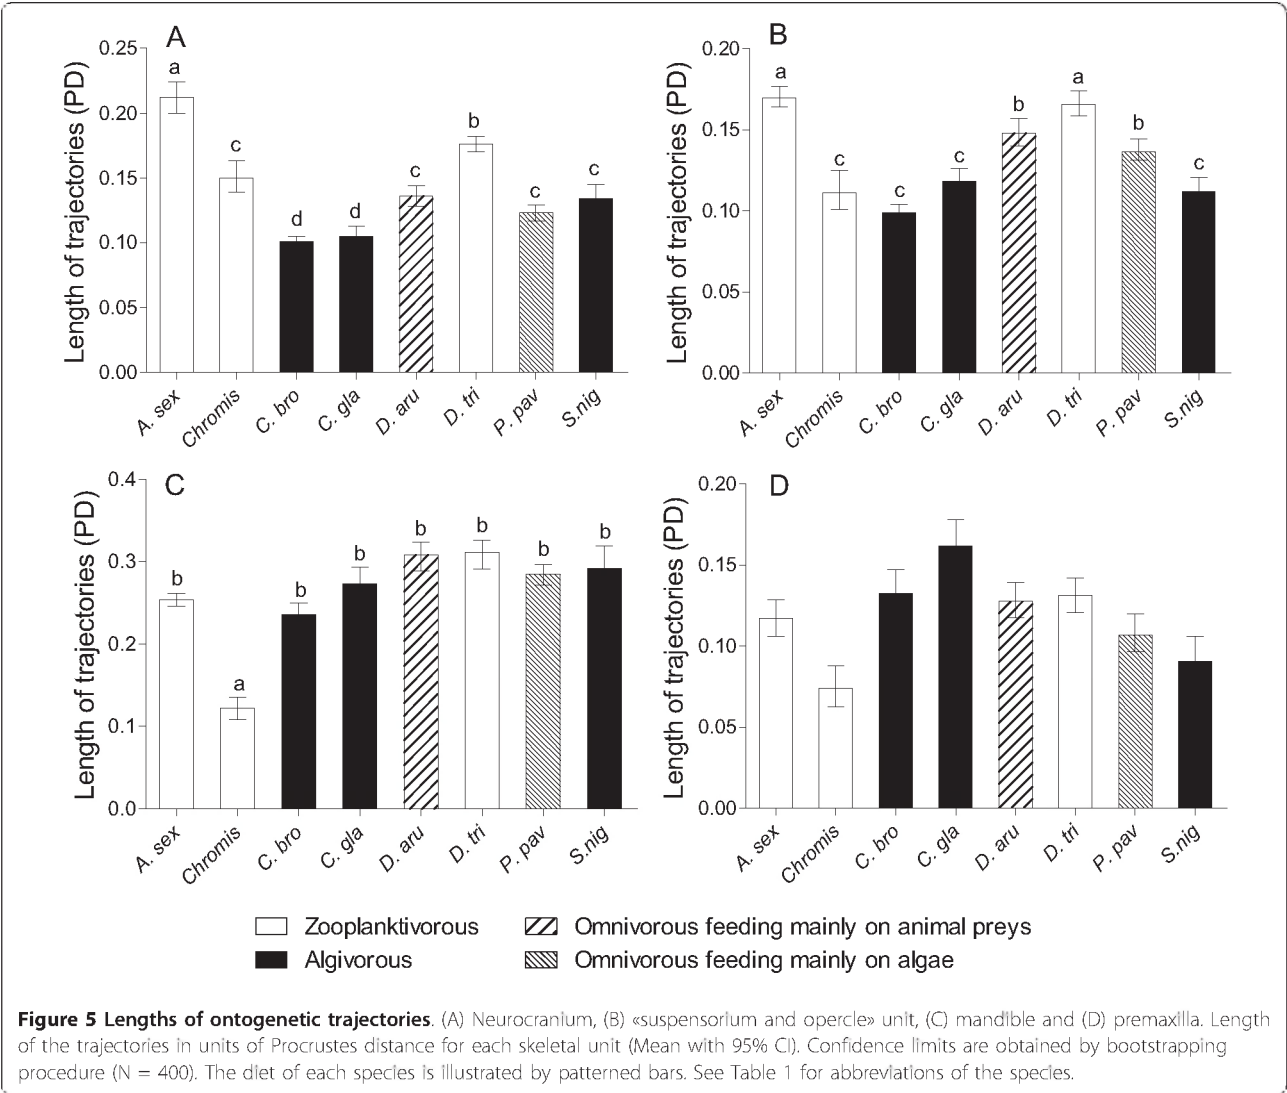 A
Length of trajectories (PD)
0.25
0.20
0.15
0.10
0.05
0.00
a
c
d
d
c
b
c
c
A. sex
Chromis
C. bro
C. gla
D. aru
D. tri
P. pav
S.nig
B
Length of trajectories (PD)
0.20
0.15
0.10
0.05
0.00
a
c
c
c
b
a
b
c
A. sex
Chromis
C. bro
C. gla
D. aru
D. tri
P. pav
S.nig
C
Length of trajectories (PD)
0.4
0.3
0.2
0.1
0.0
b
a
b
b
b
b
b
b
A. sex
Chromis
C. bro
C. gla
D. aru
D. tri
P. pav
S.nig
D
Length of trajectories (PD)
0.20
0.15
0.10
0.05
0.00
A. sex
Chromis
C. bro
C. gla
D. aru
D. tri
P. pav
S.nig
Zooplanktivorous
Omnivorous feeding mainly on animal preys
Algivorous
Omnivorous feeding mainly on algae
Figure 5 Lengths of ontogenetic trajectories. (A) Neurocranium, (B) «suspensorium and opercle» unit, (C) mandible and (D) premaxilla. Length
of the trajectories in units of Procrustes distance for each skeletal unit (Mean with 95% CI). Confidence limits are obtained by bootstrapping
procedure (N = 400). The diet of each species is illustrated by patterned bars. See Table 1 for abbreviations of the species.